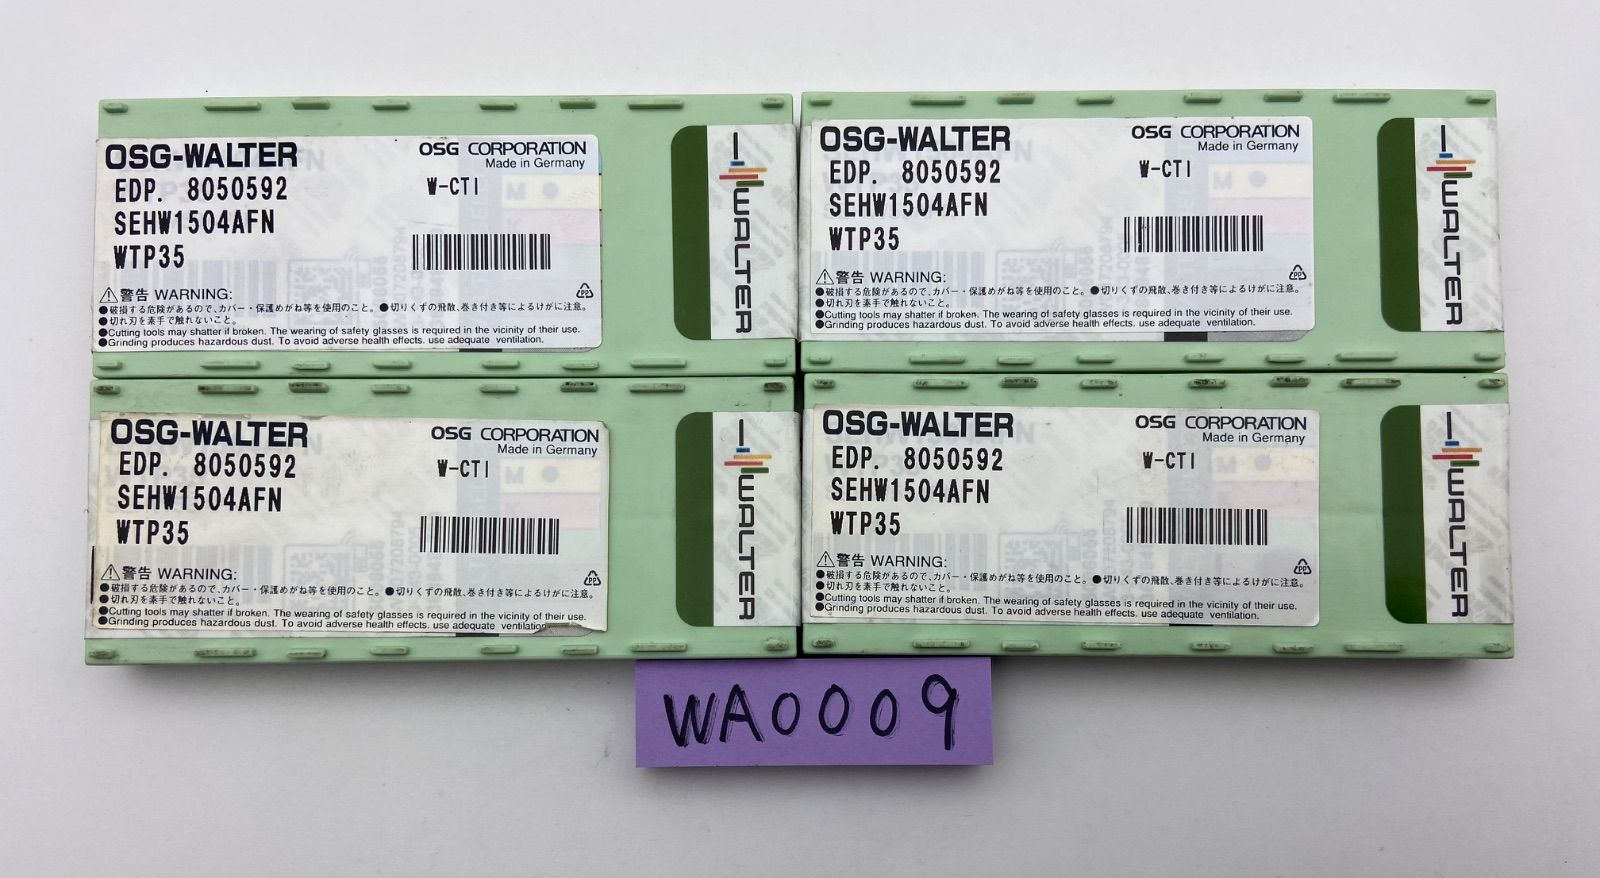 OSG-WALTER
OSG CORPORATION
Made in Germany
EDP. 8050592
W-CTI
SEHW1504AFN
WTP35
⚠警告 WARNING:
●破損する危険があるので、カバー・保護めがね等を使用のこと。●切りくずの飛散、巻き付き等によるけがに注意。
●切れ刃を素手で触れないこと。
●Cutting tools may shatter if broken. The wearing of safety glasses is required in the vicinity of their use.
●Grinding produces hazardous dust. To avoid adverse health effects. use adequate ventilation.
PP
WALTER
OSG-WALTER
OSG CORPORATION
Made in Germany
EDP. 8050592
W-CTI
SEHW1504AFN
WTP35
⚠警告 WARNING:
●破損する危険があるので、カバー・保護めがね等を使用のこと。●切りくずの飛散、巻き付き等によるけがに注意。
●切れ刃を素手で触れないこと。
●Cutting tools may shatter if broken. The wearing of safety glasses is required in the vicinity of their use.
●Grinding produces hazardous dust. To avoid adverse health effects. use adequate ventilation.
PP
WALTER
OSG-WALTER
OSG CORPORATION
Made in Germany
EDP. 8050592
W-CTI
SEHW1504AFN
WTP35
⚠警告 WARNING:
●破損する危険があるので、カバー・保護めがね等を使用のこと。●切りくずの飛散、巻き付き等によるけがに注意。
●切れ刃を素手で触れないこと。
●Cutting tools may shatter if broken. The wearing of safety glasses is required in the vicinity of their use.
●Grinding produces hazardous dust. To avoid adverse health effects. use adequate ventilation
PP
WALTER
OSG-WALTER
OSG CORPORATION
Made in Germany
EDP. 8050592
W-CTI
SEHW1504AFN
WTP35
⚠警告 WARNING:
●破損する危険があるので、カバー・保護めがね等を使用のこと。●切りくずの飛散、巻き付き等によるけがに注意。
●切れ刃を素手で触れないこと。
●Cutting tools may shatter if broken. The wearing of safety glasses is required in the vicinity of their use.
●Grinding produces hazardous dust. To avoid adverse health effects. use adequate ventilation.
PP
WALTER
WA0009